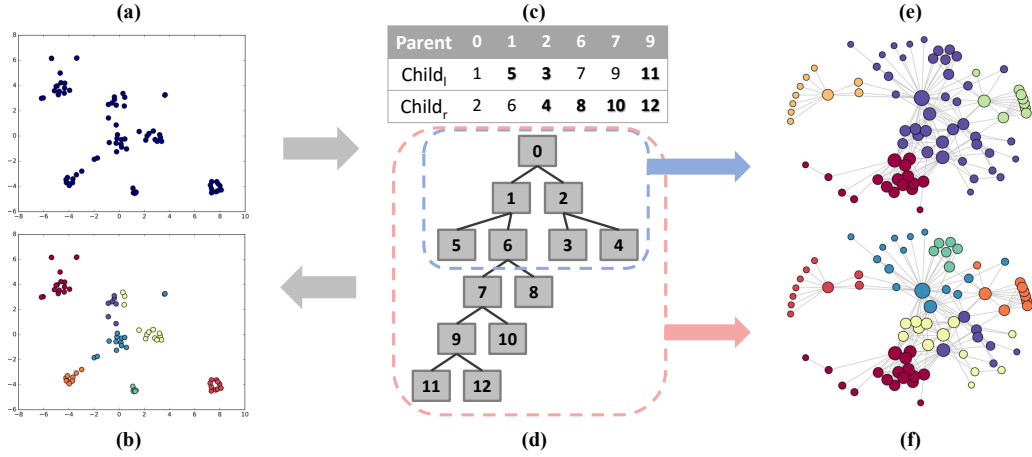 (a)
(c)
(e)
Parent 0 1 2 6 7 9
Child_l 1 5 3 7 9 11
Child_r 2 6 4 8 10 12
8
6
4
2
0
−2
−4
−6
−8 −6 −4 −2 0 2 4 6 8 10
0
1 2
5 6 3 4
7 8
9 10
11 12
8
6
4
2
0
−2
−4
−6
−8 −6 −4 −2 0 2 4 6 8 10
(b)
(d)
(f)